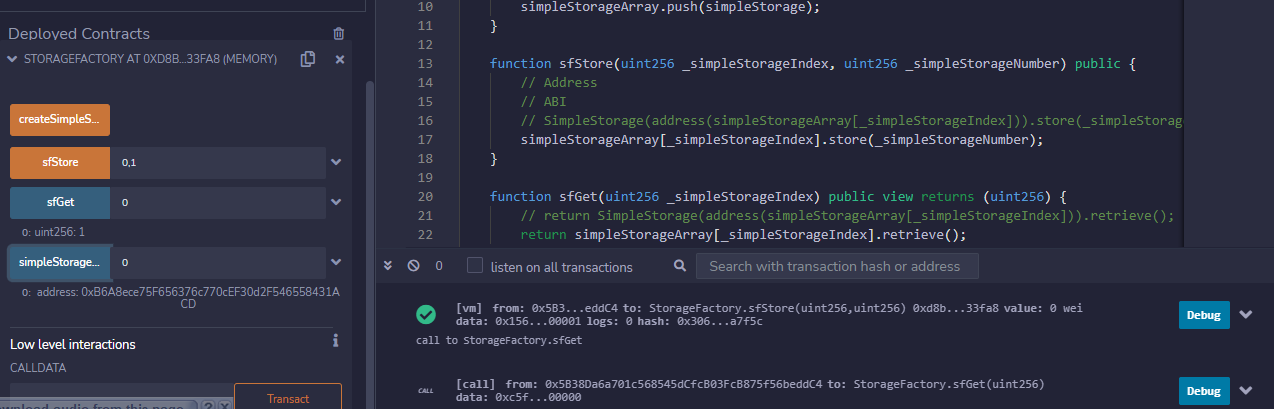 Deployed Contracts
STORAGEFACTORY AT 0XD8B...33FA8 (MEMORY)
createSimpleS...
sfStore 0,1
sfGet 0
0: uint256: 1
simpleStorage... 0
0: address: 0xB6A8ece75F656376c770cEF30d2F546558431A
CD
Low level interactions
CALLDATA
Transact
10 simpleStorageArray.push(simpleStorage);
11 }
12
13 function sfStore(uint256 _simpleStorageIndex, uint256 _simpleStorageNumber) public {
14 // Address
15 // ABI
16 // SimpleStorage(address(simpleStorageArray[_simpleStorageIndex])).store(_simpleStorag
17 simpleStorageArray[_simpleStorageIndex].store(_simpleStorageNumber);
18 }
19
20 function sfGet(uint256 _simpleStorageIndex) public view returns (uint256) {
21 // return SimpleStorage(address(simpleStorageArray[_simpleStorageIndex])).retrieve();
22 return simpleStorageArray[_simpleStorageIndex].retrieve();
0 listen on all transactions Search with transaction hash or address
[vm] from: 0x5B3...eddC4 to: StorageFactory.sfStore(uint256,uint256) 0xd8b...33fa8 value: 0 wei
data: 0x156...00001 logs: 0 hash: 0x306...a7f5c
Debug
call to StorageFactory.sfGet
CALL [call] from: 0x5B38Da6a701c568545dCfcB03FcB875f56beddC4 to: StorageFactory.sfGet(uint256)
data: 0xc5f...00000
Debug